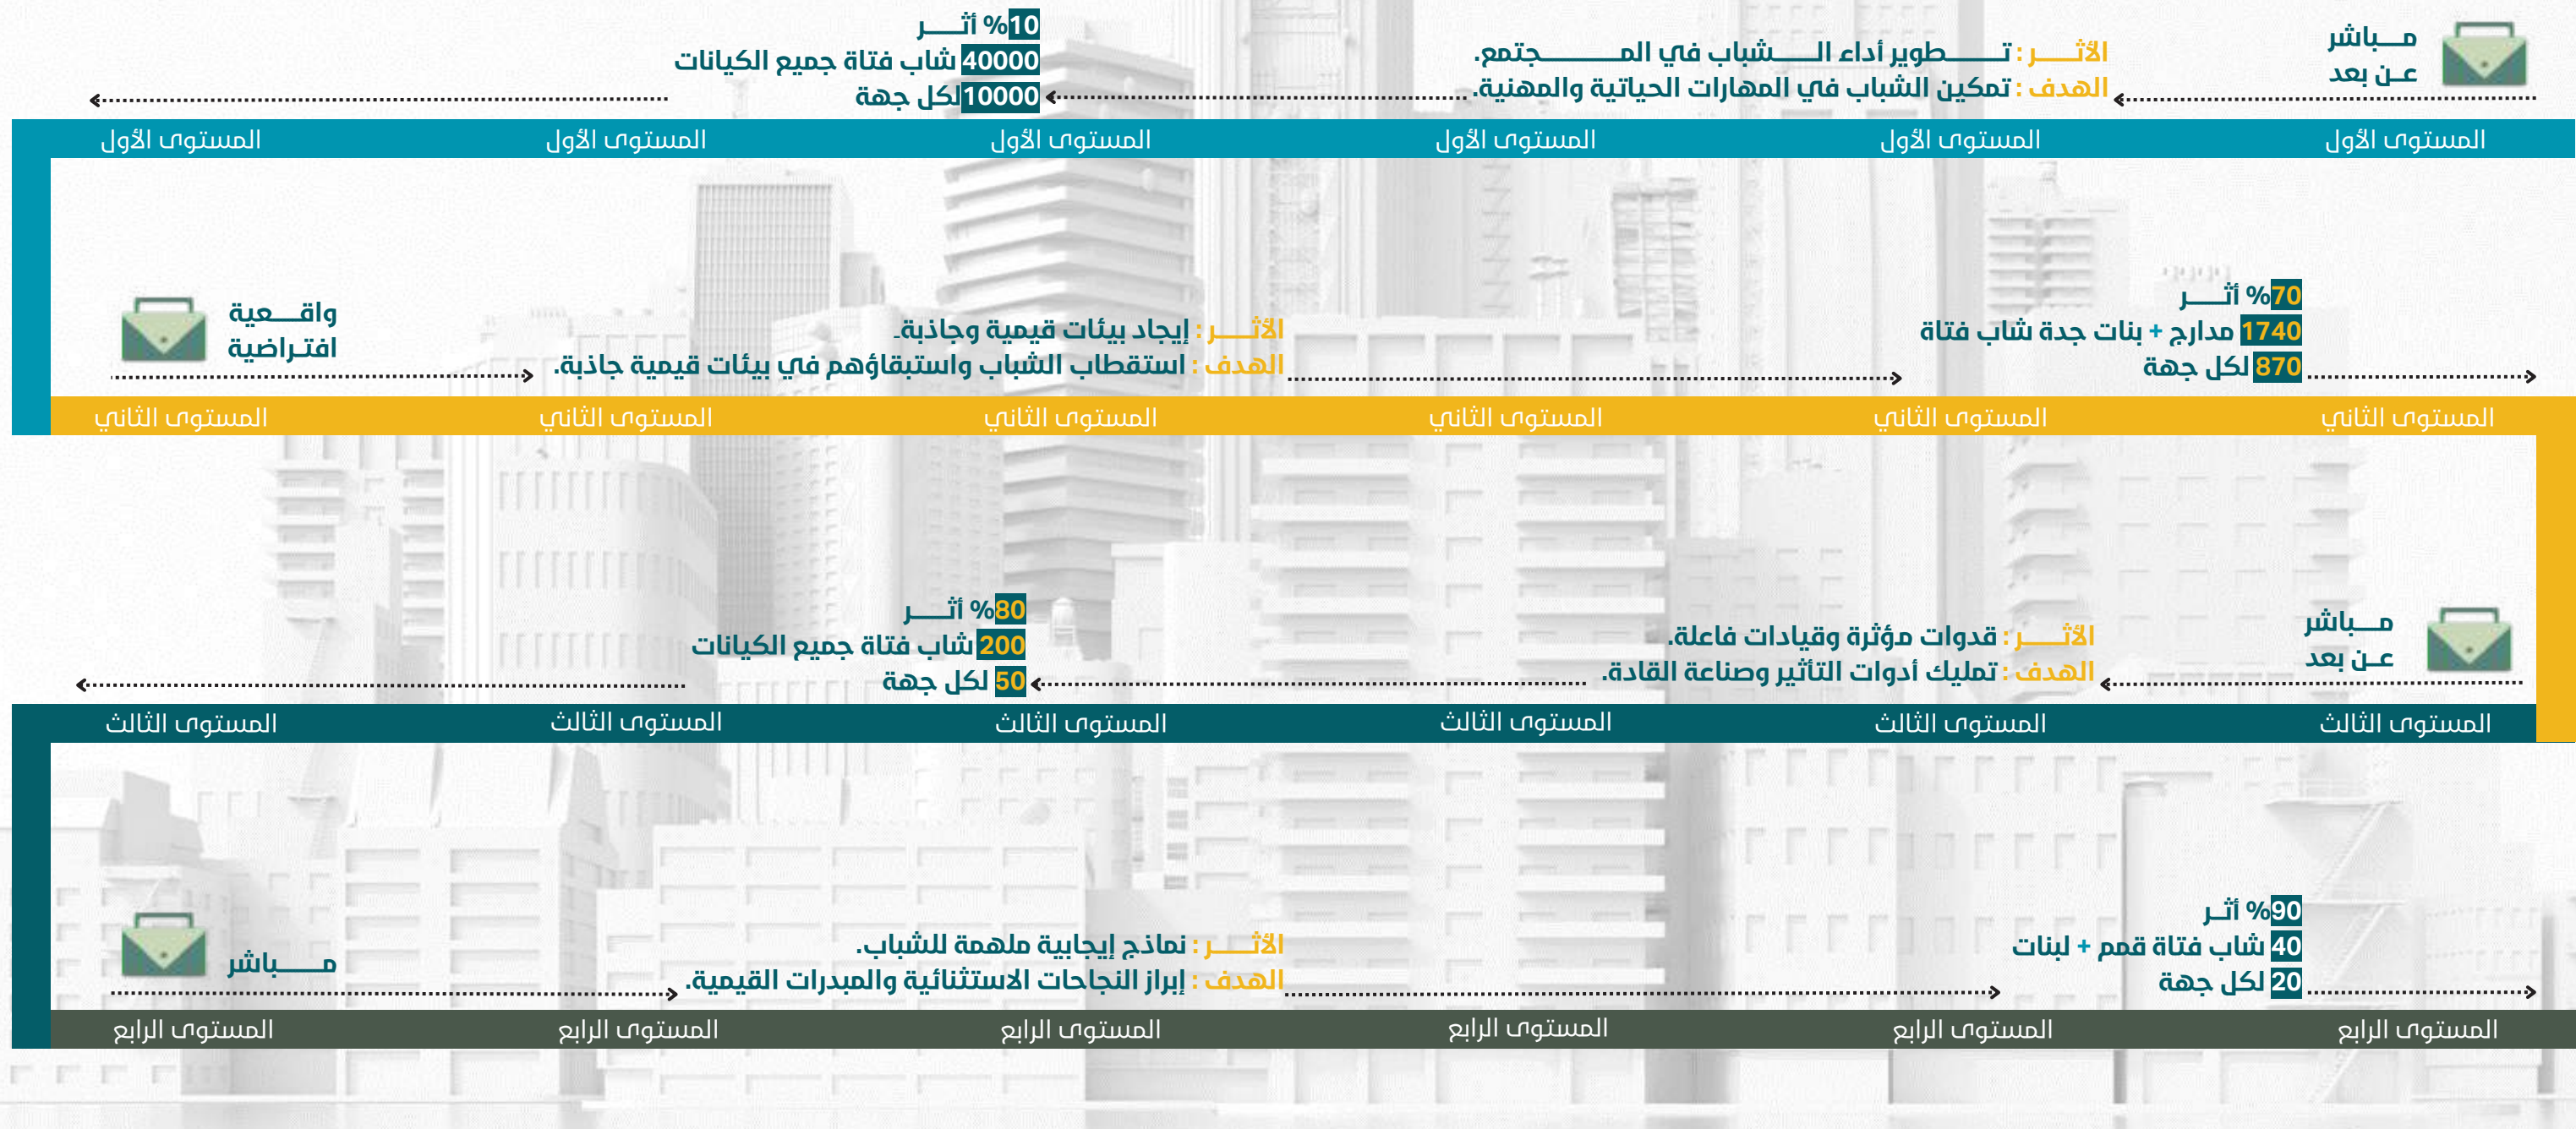 مباشر
عن بعد
الأثر : تطوير أداء الشباب في المجتمع.
الهدف : تمكين الشباب في المهارات الحياتية والمهنية.
10% أثر
40000 شاب فتاة جميع الكيانات
10000 لكل جهة
المستوى الأول المستوى الأول المستوى الأول المستوى الأول المستوى الأول المستوى الأول
واقعية
افتراضية
الأثر : إيجاد بيئات قيمية وجاذبة.
الهدف : استقطاب الشباب واستبقاؤهم في بيئات قيمية جاذبة.
70% أثر
1740 مدارج + بنات جدة شاب فتاة
870 لكل جهة
المستوى الثاني المستوى الثاني المستوى الثاني المستوى الثاني المستوى الثاني المستوى الثاني
مباشر
عن بعد
الأثر : قدوات مؤثرة وقيادات فاعلة.
الهدف : تمليك أدوات التأثير وصناعة القادة.
80% أثر
200 شاب فتاة جميع الكيانات
50 لكل جهة
المستوى الثالث المستوى الثالث المستوى الثالث المستوى الثالث المستوى الثالث المستوى الثالث
مباشر
الأثر : نماذج إيجابية ملهمة للشباب.
الهدف : إبراز النجاحات الاستثنائية والمبدرات القيمية.
90% أثر
40 شاب فتاة قمم + لبنات
20 لكل جهة
المستوى الرابع المستوى الرابع المستوى الرابع المستوى الرابع المستوى الرابع المستوى الرابع